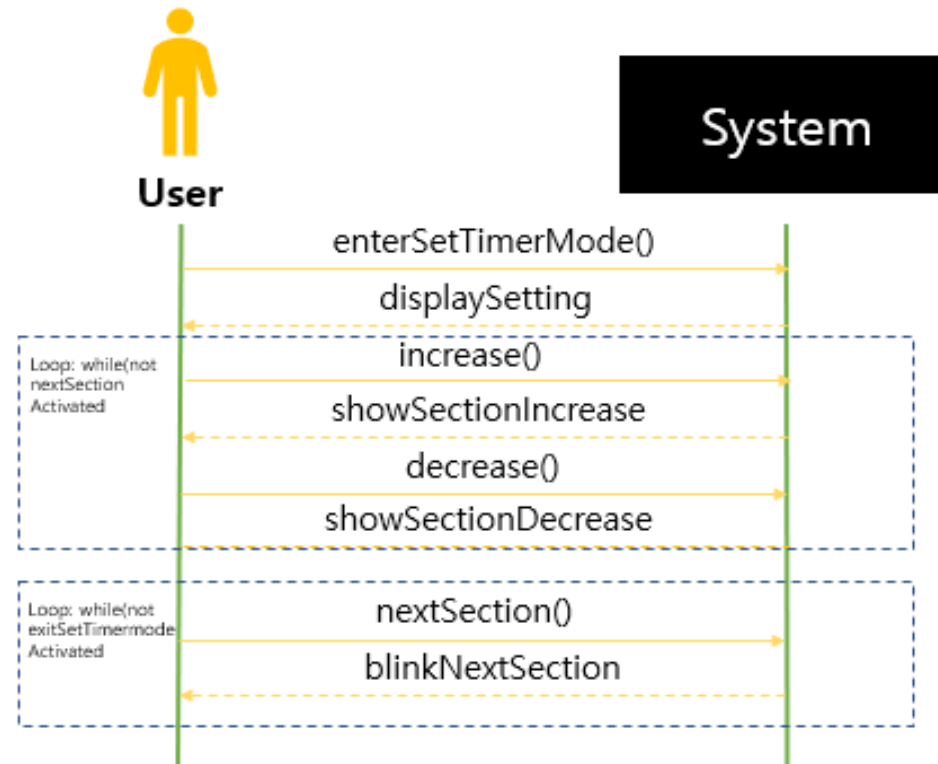 User
System
enterSetTimerMode()
displaySetting
Loop: while(not
nextSection
Activated
increase()
showSectionIncrease
decrease()
showSectionDecrease
Loop: while(not
exitSetTimermode
Activated
nextSection()
blinkNextSection